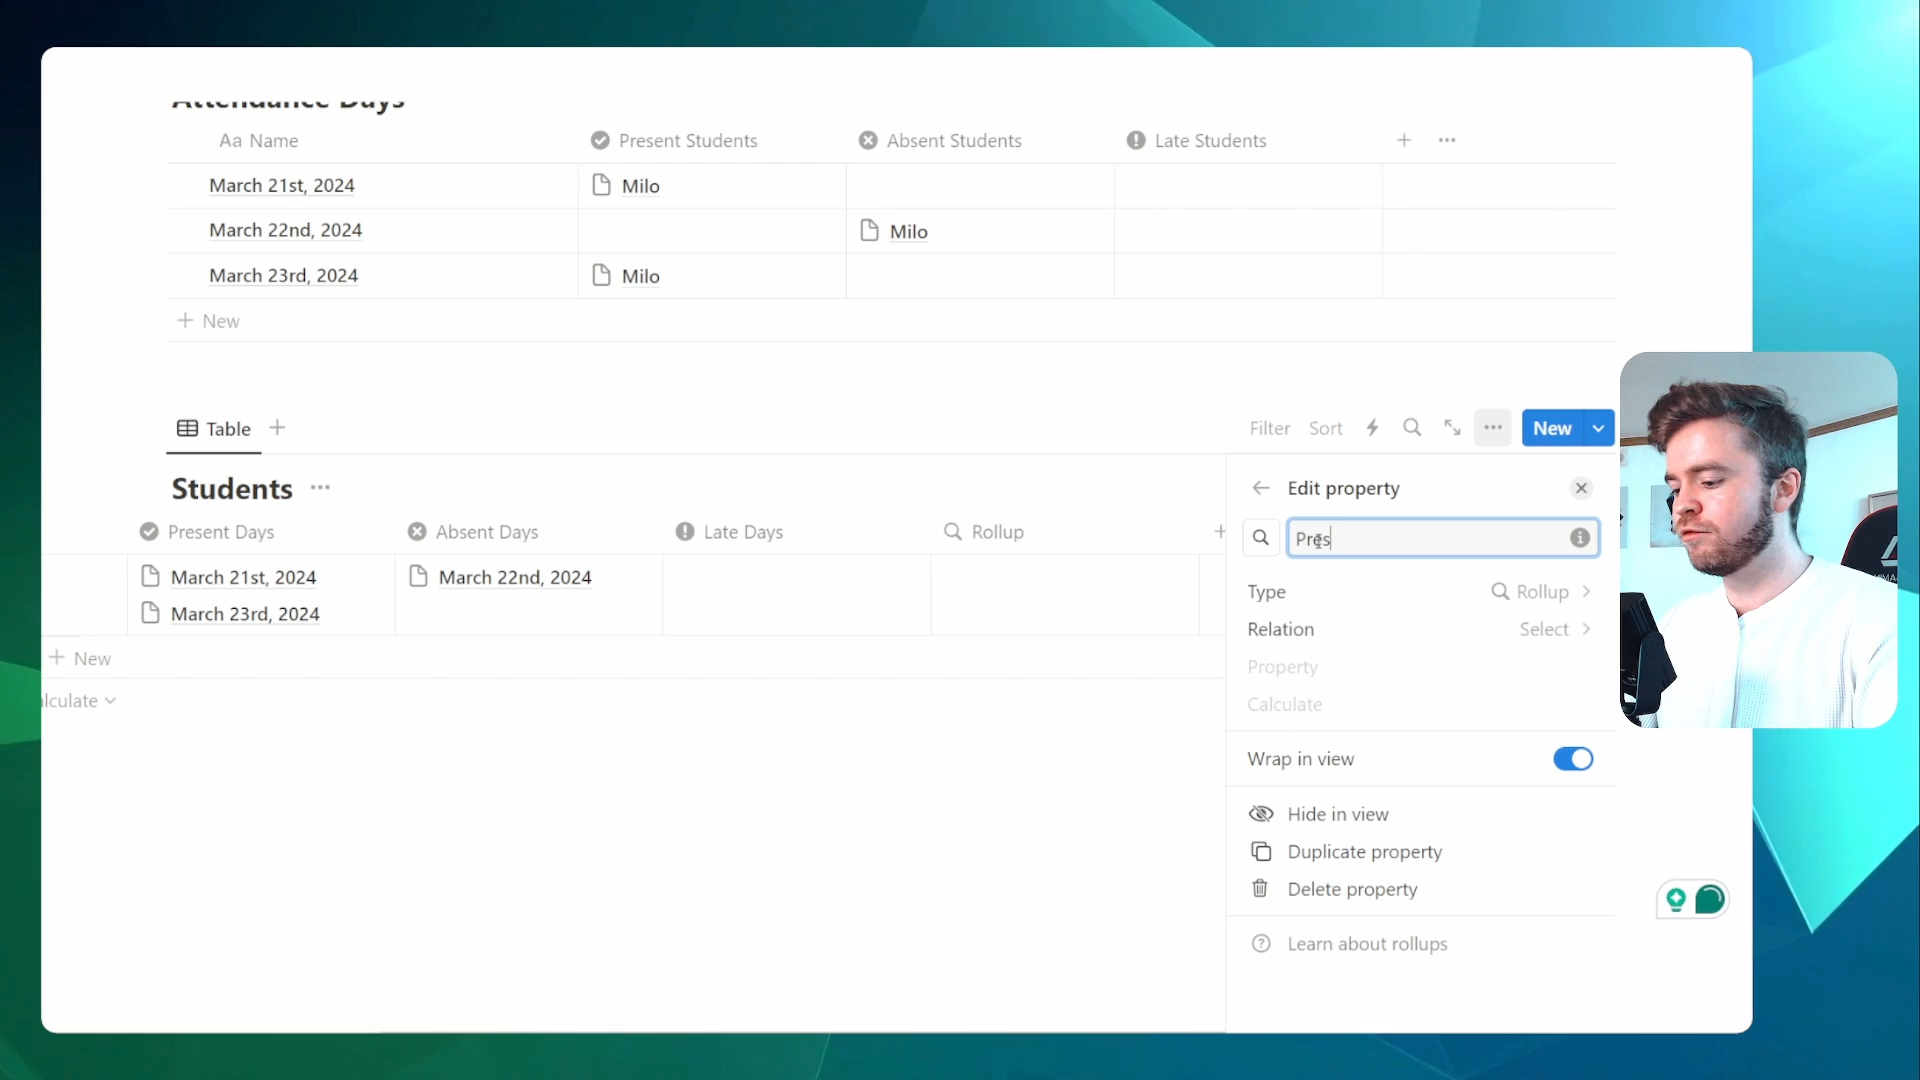 Attendance Days
Aa Name Present Students Absent Students Late Students
March 21st, 2024 Milo
March 22nd, 2024 Milo
March 23rd, 2024 Milo
New
Table
Filter Sort New
Students
Present Days Absent Days Late Days Rollup
March 21st, 2024 March 22nd, 2024
March 23rd, 2024
New
lculate
Edit property
Pres
Type Rollup
Relation Select
Property
Calculate
Wrap in view
Hide in view
Duplicate property
Delete property
Learn about rollups